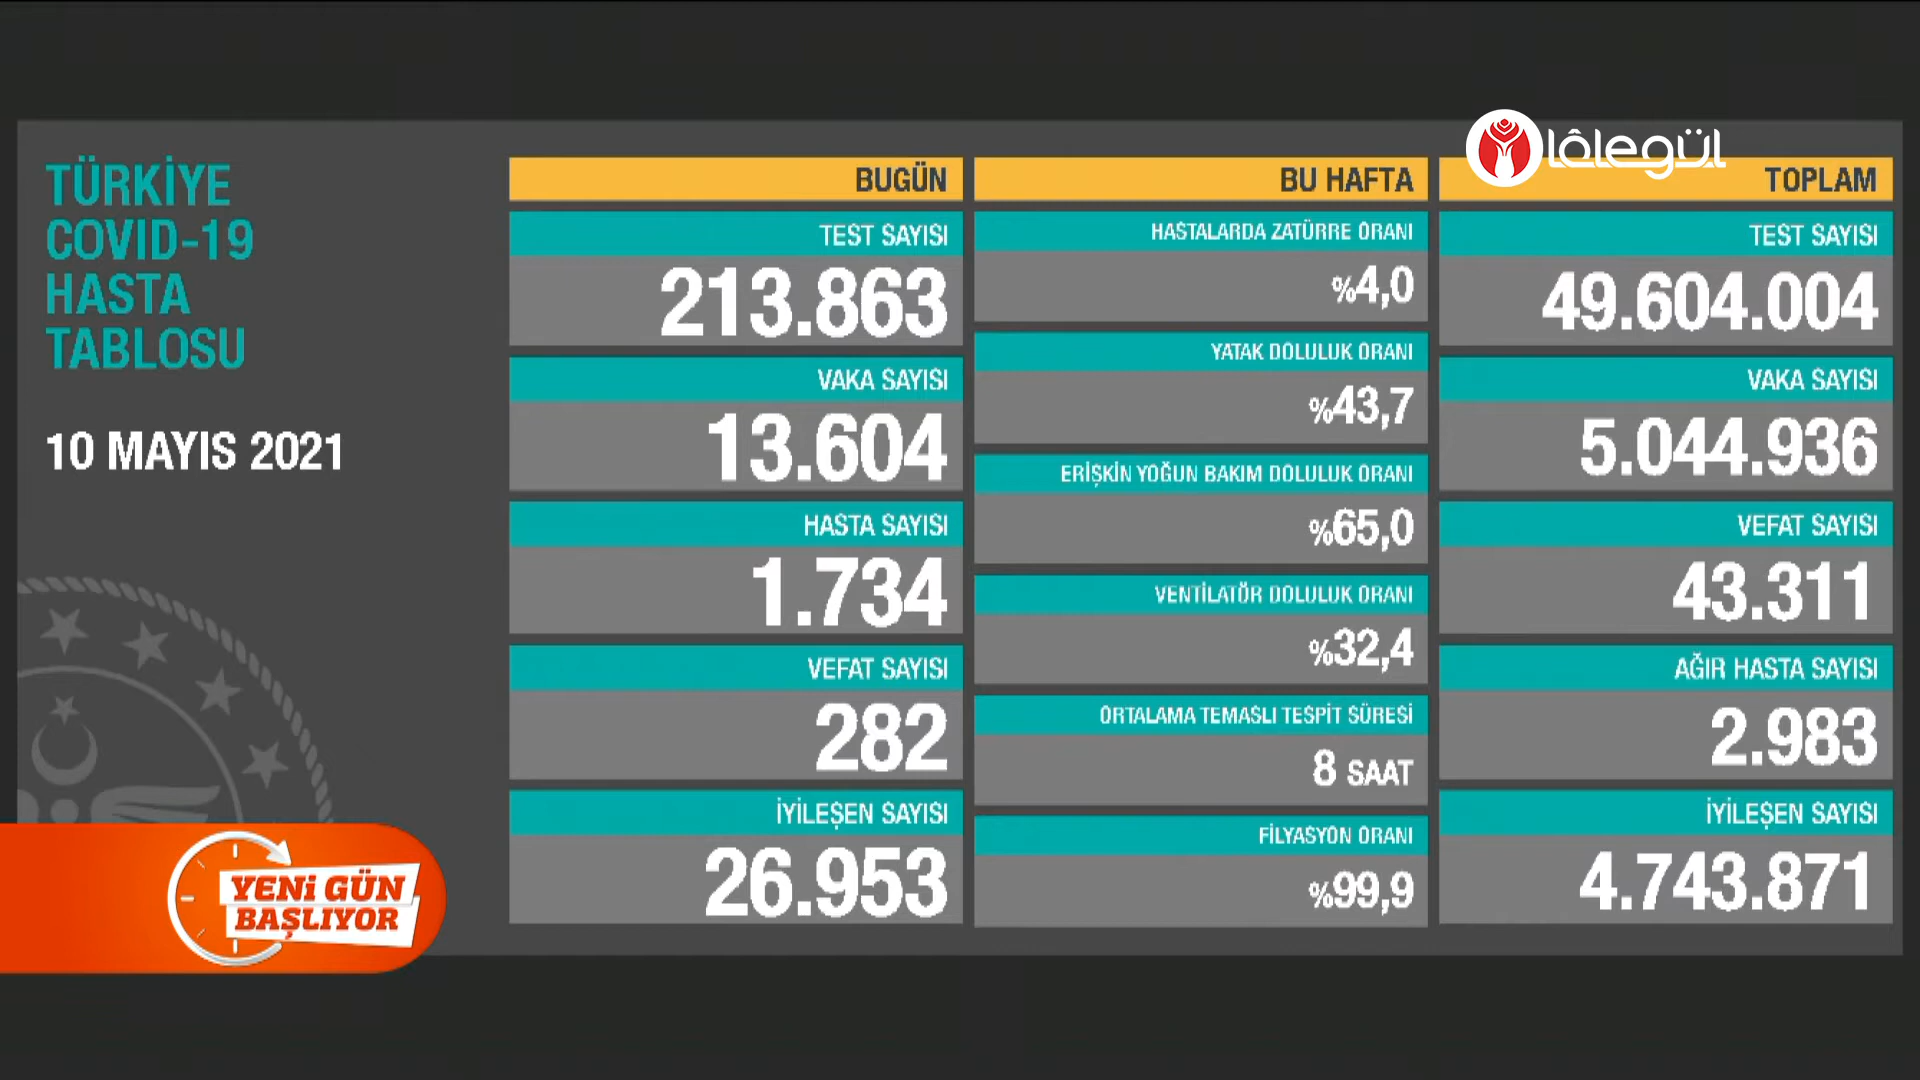 lâlegül
TÜRKİYE
COVID-19
HASTA
TABLOSU
10 MAYIS 2021
BUGÜN
TEST SAYISI
213.863
VAKA SAYISI
13.604
HASTA SAYISI
1.734
VEFAT SAYISI
282
İYİLEŞEN SAYISI
26.953
BU HAFTA
HASTALARDA ZATÜRRE ORANI
%4,0
YATAK DOLULUK ORANI
%43,7
ERİŞKİN YOĞUN BAKIM DOLULUK ORANI
%65,0
VENTİLATÖR DOLULUK ORANI
%32,4
ORTALAMA TEMASLI TESPİT SÜRESİ
8 SAAT
FİLYASYON ORANI
%99,9
TOPLAM
TEST SAYISI
49.604.004
VAKA SAYISI
5.044.936
VEFAT SAYISI
43.311
AĞIR HASTA SAYISI
2.983
İYİLEŞEN SAYISI
4.743.871
YENİ GÜN
BAŞLIYOR